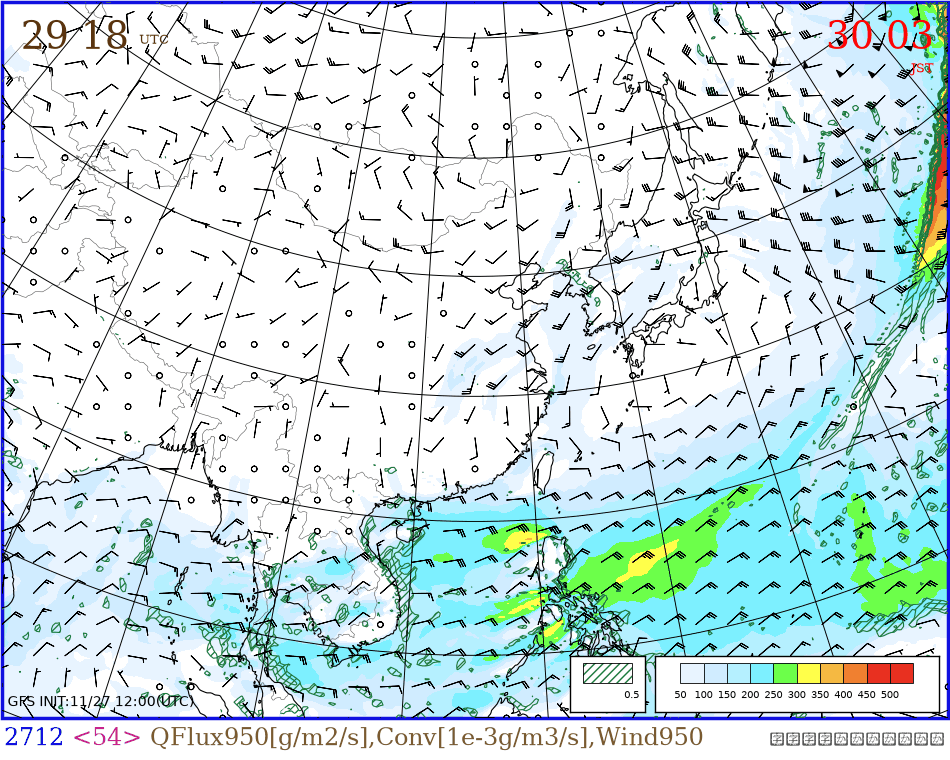 29 18 UTC
30.03
JST
0.5
50 100 150 200 250 300 350 400 450 500
GFS INIT:11/27 12:00(UTC)
2712 <54> QFlux950[g/m2/s],Conv[1e-3g/m3/s],Wind950